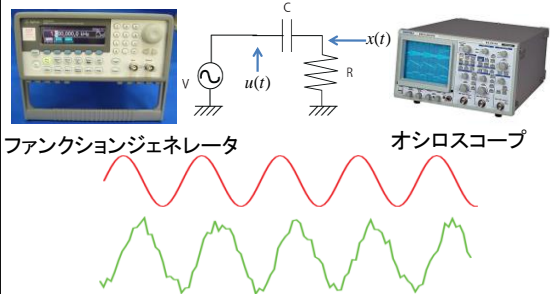 C
x(t)
V
u(t)
R
ファンクションジェネレータ
オシロスコープ